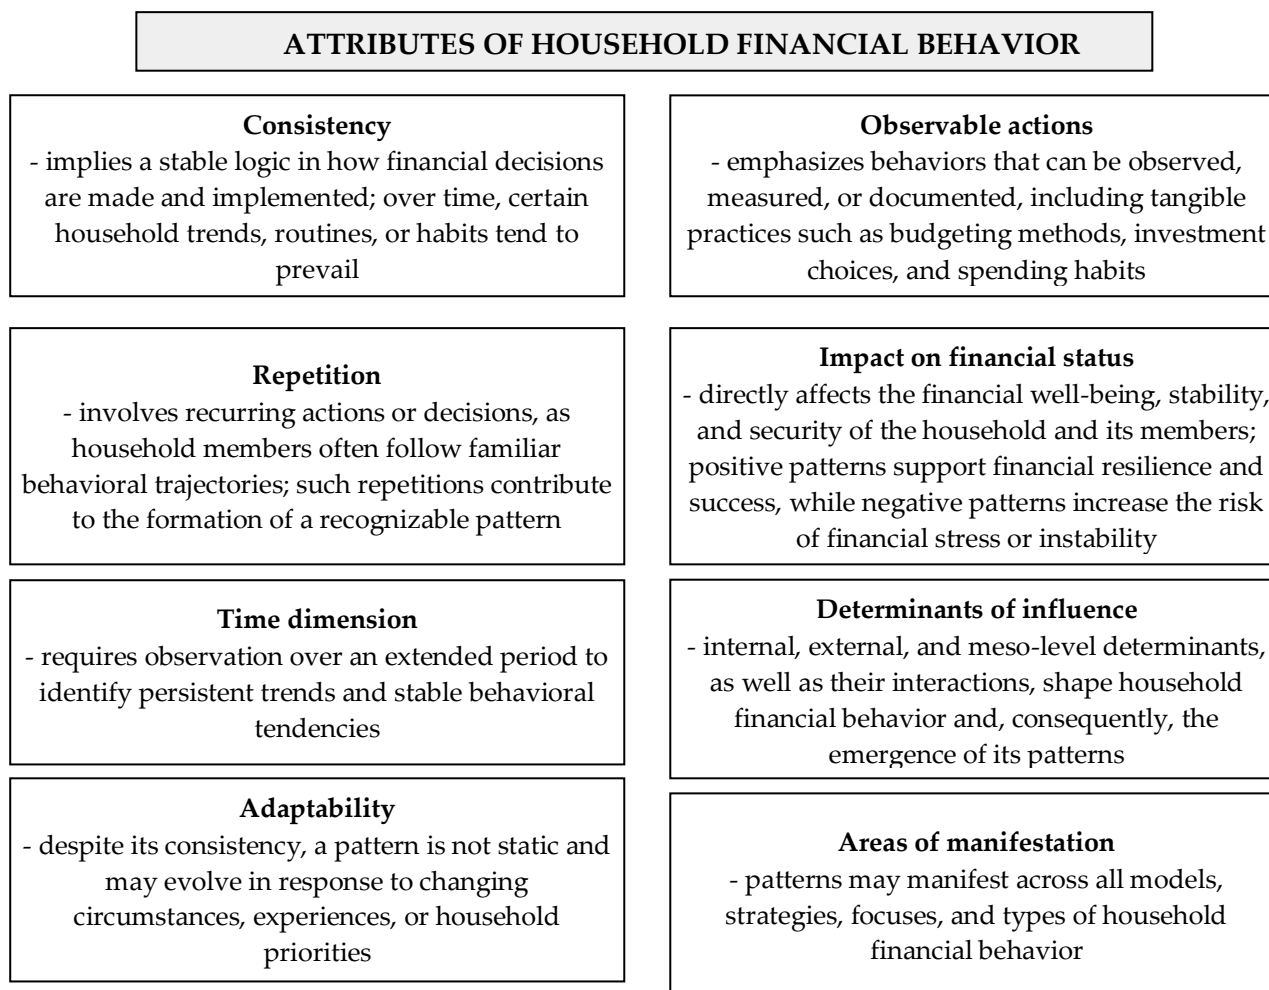 ATTRIBUTES OF HOUSEHOLD FINANCIAL BEHAVIOR
Consistency
- implies a stable logic in how financial decisions
are made and implemented; over time, certain
household trends, routines, or habits tend to
prevail
Repetition
- involves recurring actions or decisions, as
household members often follow familiar
behavioral trajectories; such repetitions contribute
to the formation of a recognizable pattern
Time dimension
- requires observation over an extended period to
identify persistent trends and stable behavioral
tendencies
Adaptability
- despite its consistency, a pattern is not static and
may evolve in response to changing
circumstances, experiences, or household
priorities
Observable actions
- emphasizes behaviors that can be observed,
measured, or documented, including tangible
practices such as budgeting methods, investment
choices, and spending habits
Impact on financial status
- directly affects the financial well-being, stability,
and security of the household and its members;
positive patterns support financial resilience and
success, while negative patterns increase the risk
of financial stress or instability
Determinants of influence
- internal, external, and meso-level determinants,
as well as their interactions, shape household
financial behavior and, consequently, the
emergence of its patterns
Areas of manifestation
- patterns may manifest across all models,
strategies, focuses, and types of household
financial behavior